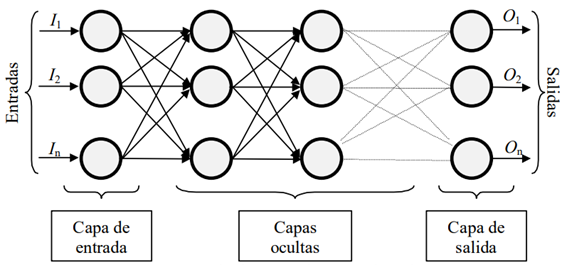 Entradas
I1
I2
In
O1
O2
On
Salidas
Capa de
entrada
Capas
ocultas
Capa de
salida